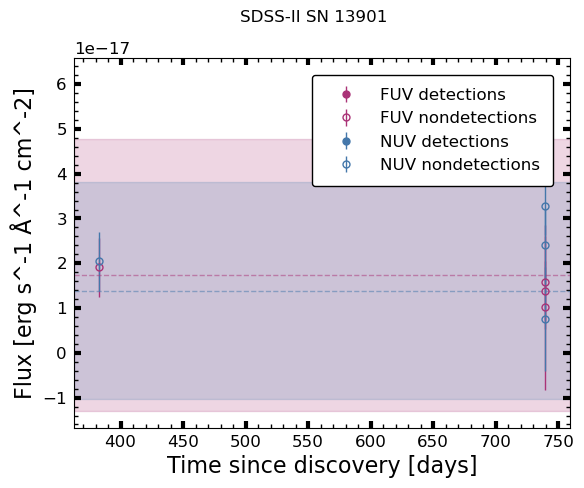 SDSS-II SN 13901
1e−17
6
5
4
3
2
1
0
−1
FUV detections
FUV nondetections
NUV detections
NUV nondetections
400
450
500
550
600
650
700
750
Time since discovery [days]
Flux [erg s^-1 Å^-1 cm^-2]